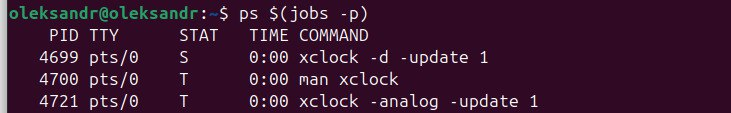 oleksandr@oleksandr:~$ ps $(jobs -p)
PID TTY STAT TIME COMMAND
4699 pts/0 S 0:00 xclock -d -update 1
4700 pts/0 T 0:00 man xclock
4721 pts/0 T 0:00 xclock -analog -update 1